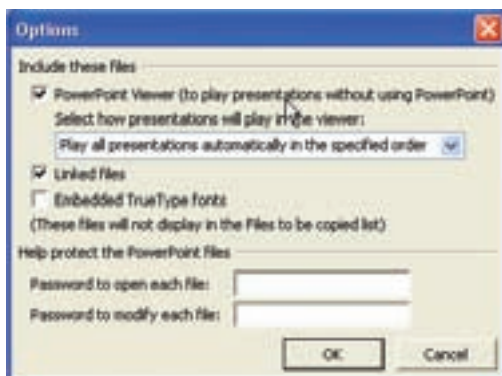 Options
Include these files
PowerPoint Viewer (to play presentations without using PowerPoint)
Select how presentations will play in the viewer:
Play all presentations automatically in the specified order
Linked files
Embedded TrueType fonts
(These files will not display in the Files to be copied list)
Help protect the PowerPoint files
Password to open each file:
Password to modify each file:
OK Cancel